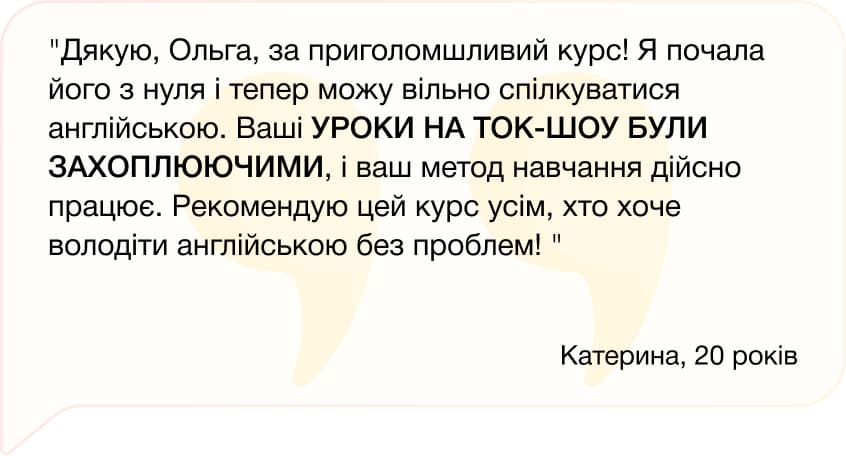 "Дякую, Ольга, за приголомшливий курс! Я почала
його з нуля і тепер можу вільно спілкуватися
англійською. Ваші УРОКИ НА ТОК-ШОУ БУЛИ
ЗАХОПЛЮЮЧИМИ, і ваш метод навчання дійсно
працює. Рекомендую цей курс усім, хто хоче
володіти англійською без проблем! "
Катерина, 20 років